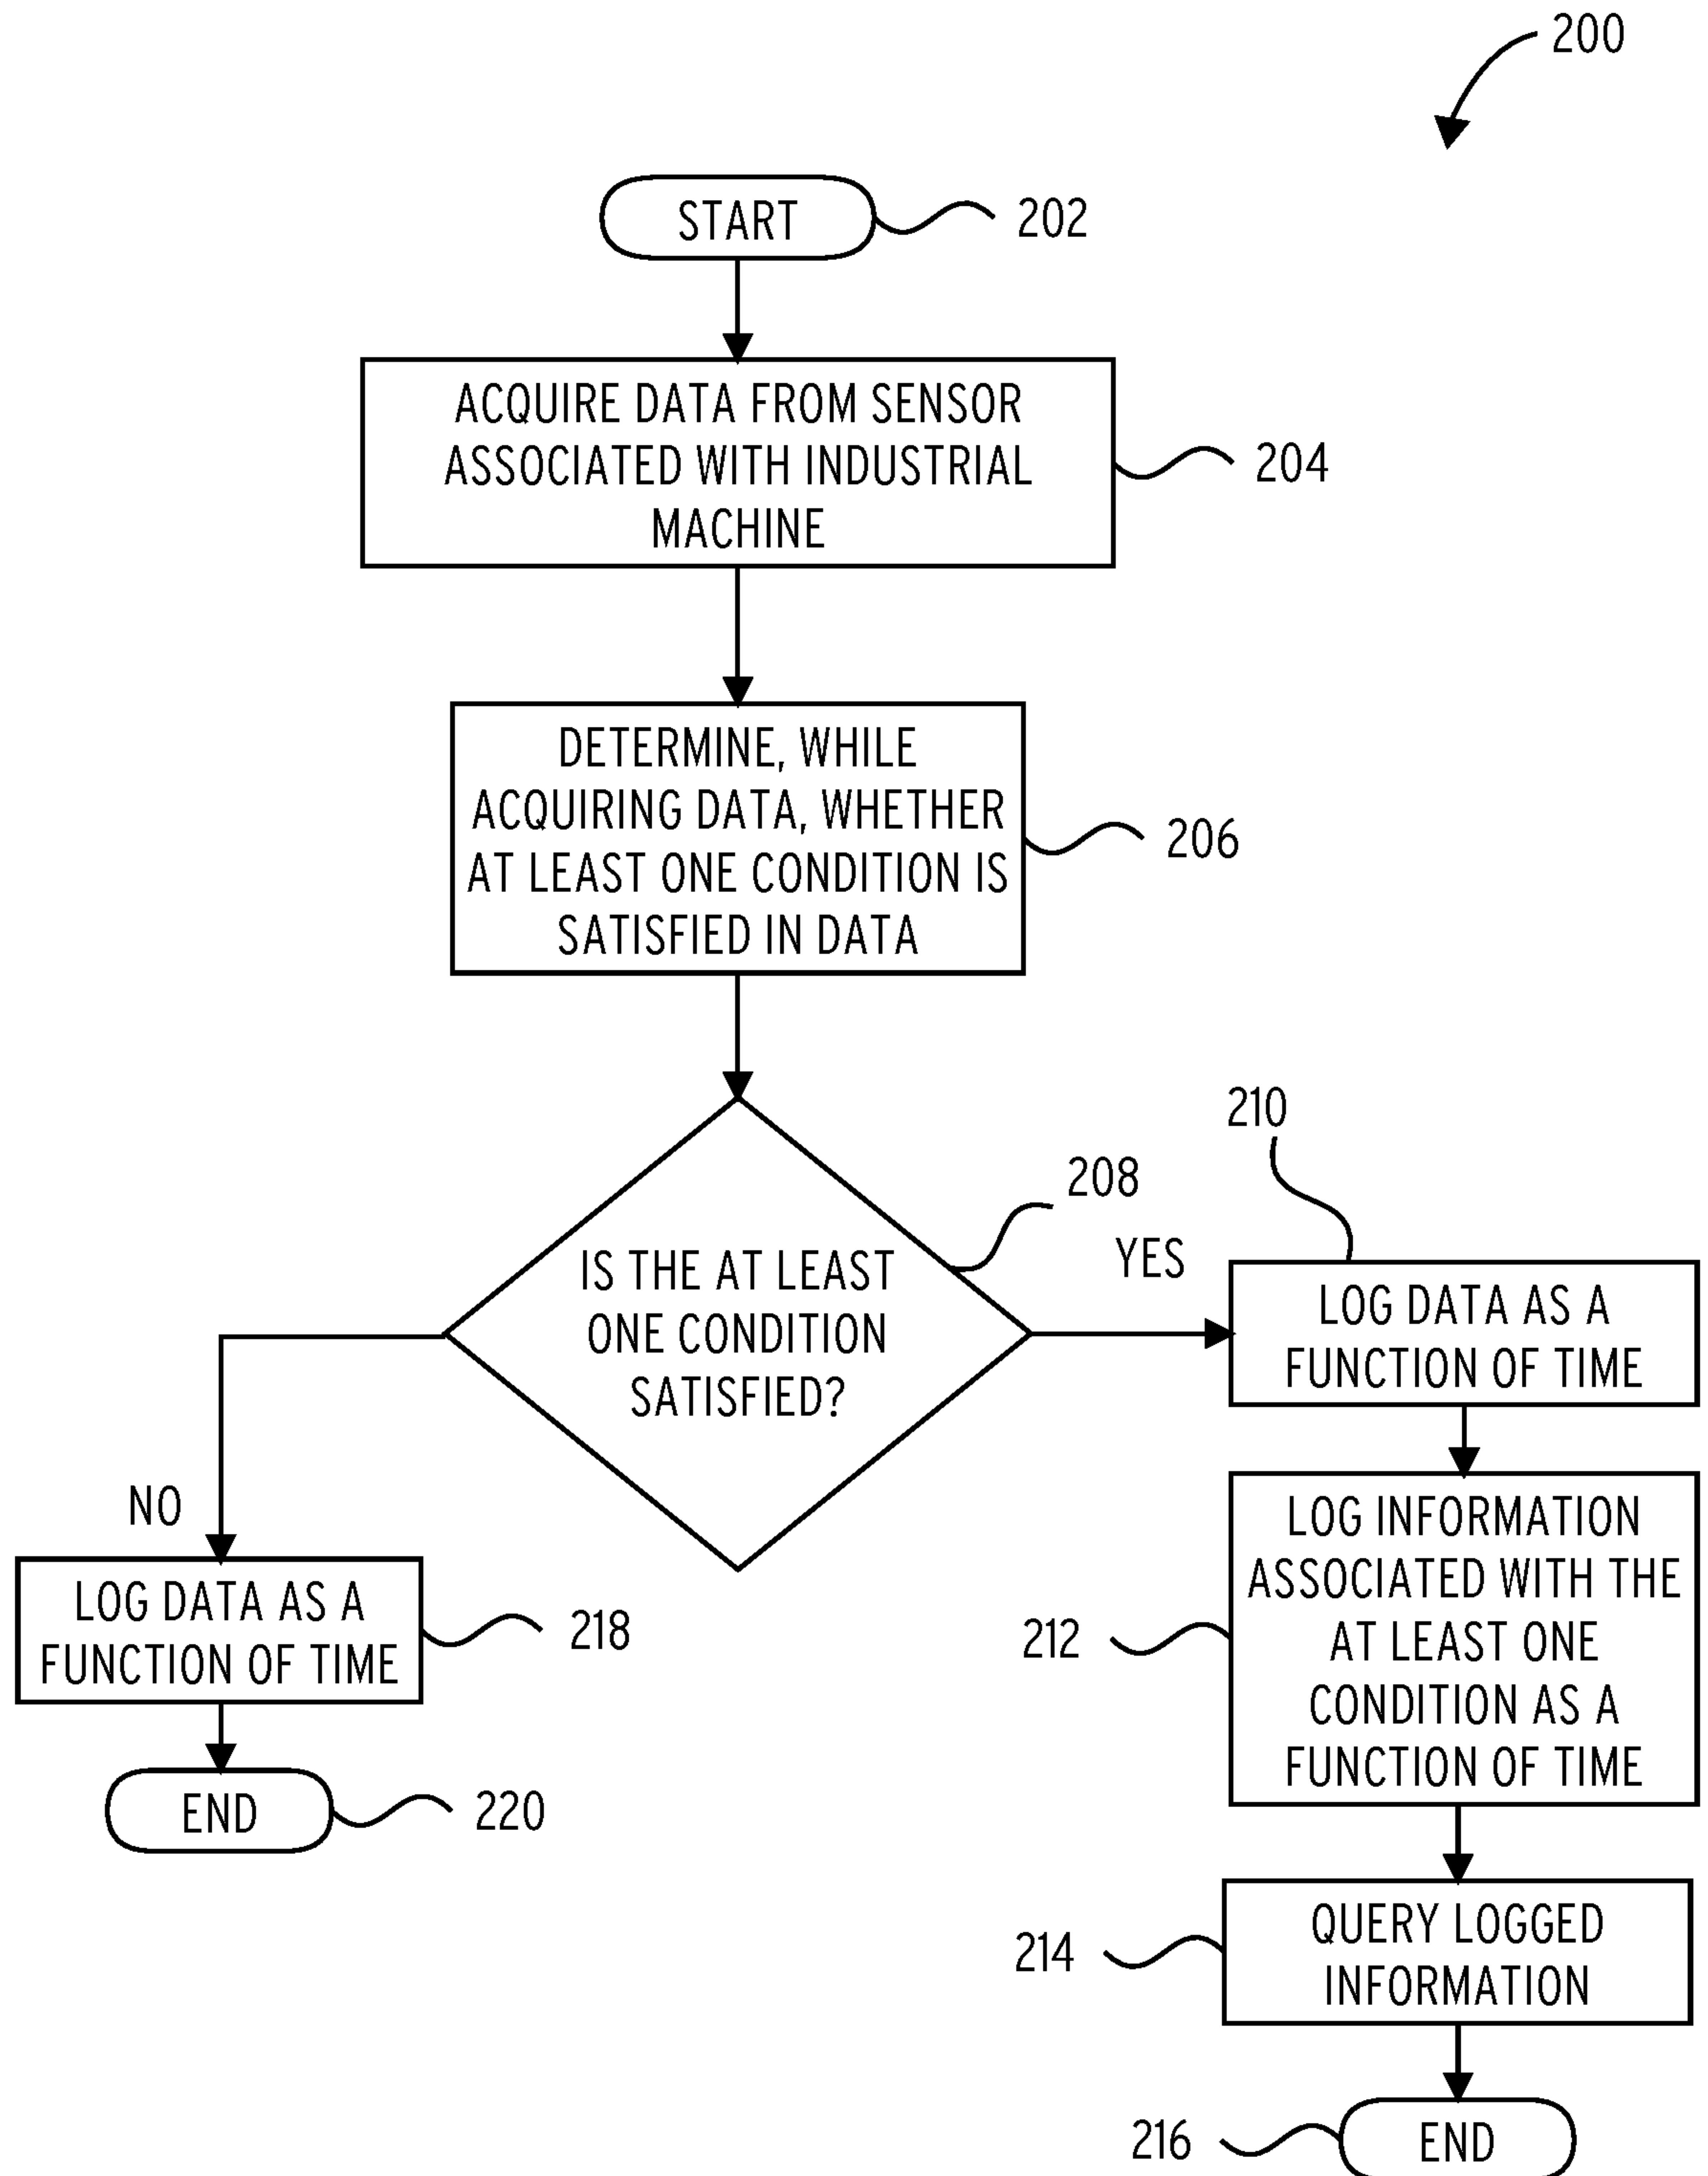 200
START
202
ACQUIRE DATA FROM SENSOR
ASSOCIATED WITH INDUSTRIAL
MACHINE
204
DETERMINE, WHILE
ACQUIRING DATA, WHETHER
AT LEAST ONE CONDITION IS
SATISFIED IN DATA
206
IS THE AT LEAST
ONE CONDITION
SATISFIED?
208
YES
210
LOG DATA AS A
FUNCTION OF TIME
LOG INFORMATION
ASSOCIATED WITH THE
AT LEAST ONE
CONDITION AS A
FUNCTION OF TIME
212
QUERY LOGGED
INFORMATION
214
END
216
NO
LOG DATA AS A
FUNCTION OF TIME
218
END
220